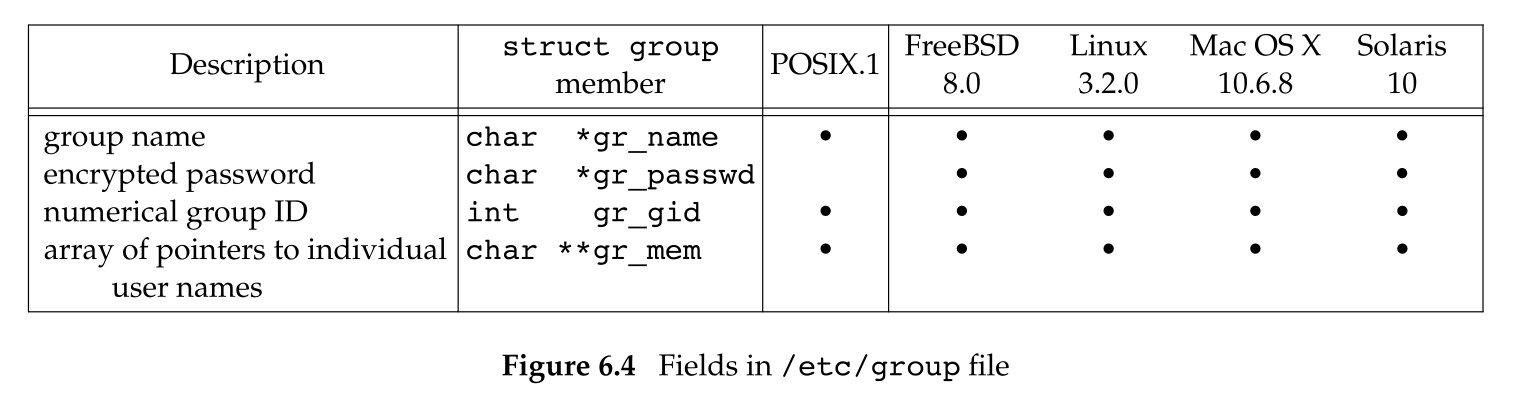 Description struct group member POSIX.1 FreeBSD 8.0 Linux 3.2.0 Mac OS X 10.6.8 Solaris 10
group name char *gr_name • • • • •
encrypted password char *gr_passwd • • • •
numerical group ID int gr_gid • • • • •
array of pointers to individual char **gr_mem • • • • •
user names
Figure 6.4 Fields in /etc/group file